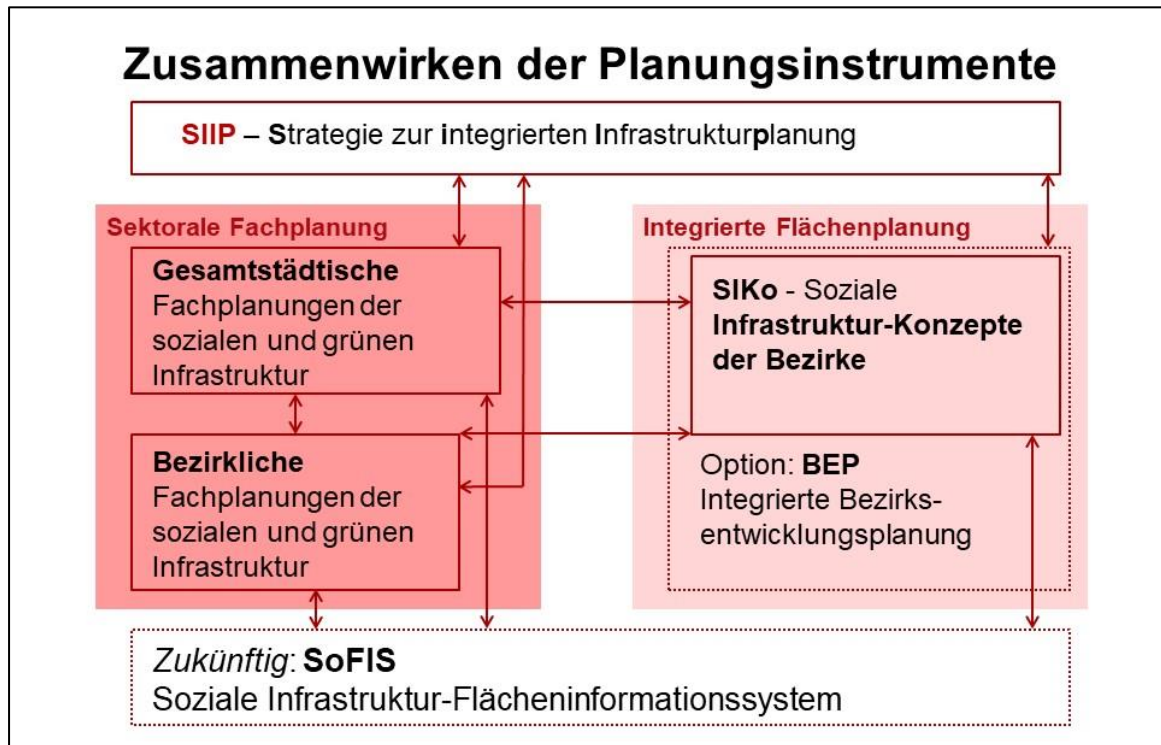 Zusammenwirken der Planungsinstrumente
SIIP – Strategie zur integrierten Infrastrukturplanung
Sektorale Fachplanung
Gesamtstädtische
Fachplanungen der
sozialen und grünen
Infrastruktur
Bezirkliche
Fachplanungen der
sozialen und grünen
Infrastruktur
Integrierte Flächenplanung
SIKo - Soziale
Infrastruktur-Konzepte
der Bezirke
Option: BEP
Integrierte Bezirks-
entwicklungsplanung
Zukünftig: SoFIS
Soziale Infrastruktur-Flächeninformationssystem